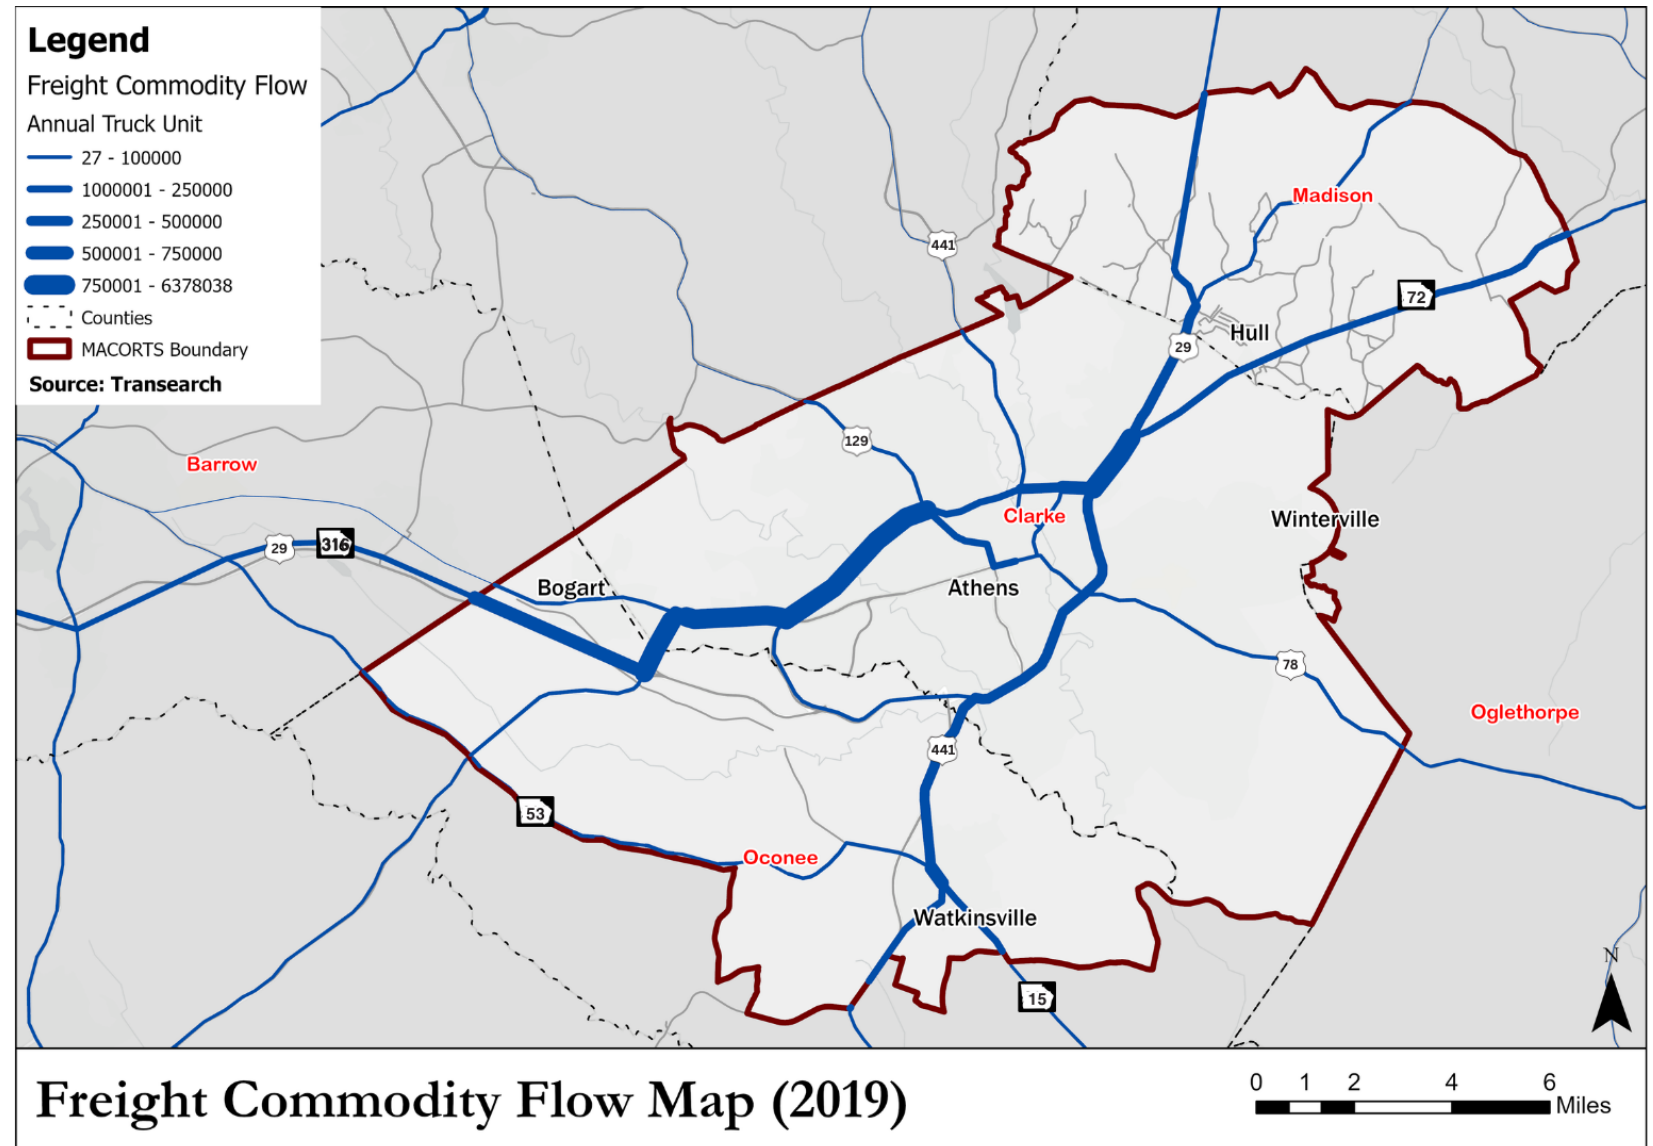 Legend
Freight Commodity Flow
Annual Truck Unit
27 - 100000
1000001 - 250000
250001 - 500000
500001 - 750000
750001 - 6378038
Counties
MACORTS Boundary
Source: Transearch
441
Madison
72
Hull
29
129
Barrow
Clarke
Winterville
29
316
Bogart
Athens
78
Oglethorpe
441
53
Oconee
Watkinsville
15
N
Freight Commodity Flow Map (2019)
0 1 2 4 6
Miles